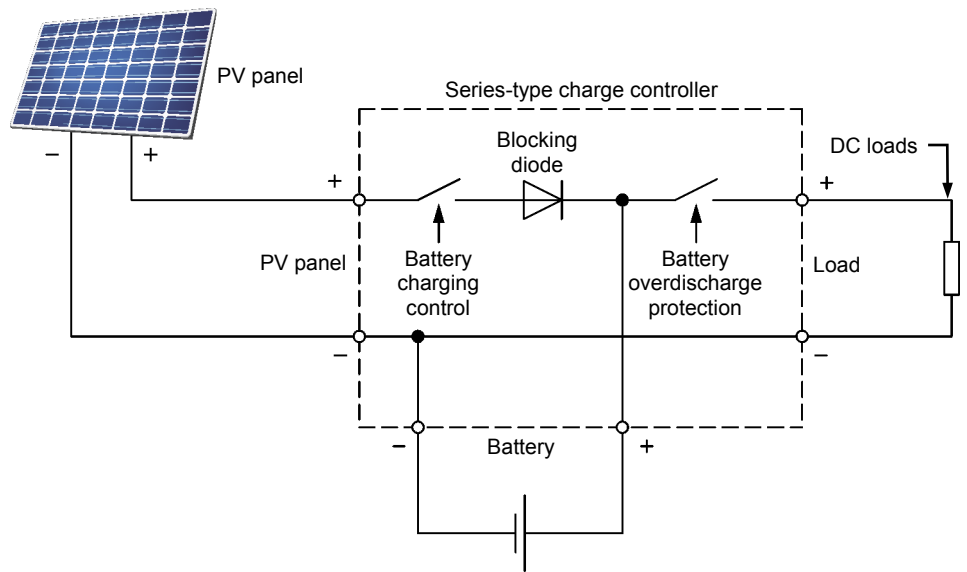 PV panel
Series-type charge controller
−
+
Blocking
diode
DC loads
+
+
PV panel
Battery
charging
control
Battery
overdischarge
protection
Load
−
−
−
Battery
+